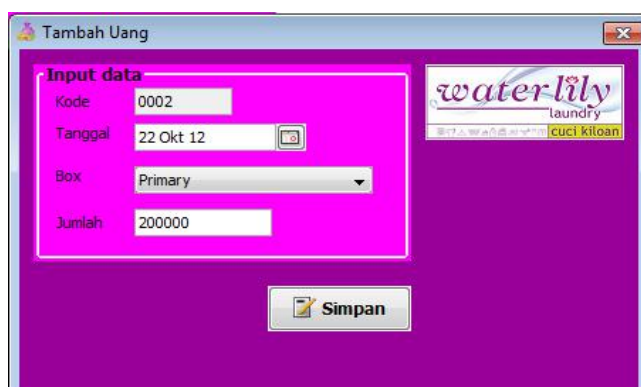 Tambah Uang
Input data
Kode 0002
Tanggal 22 Okt 12
Box Primary
Jumlah 200000
Simpan
waterlily
laundry
cuci kiloan